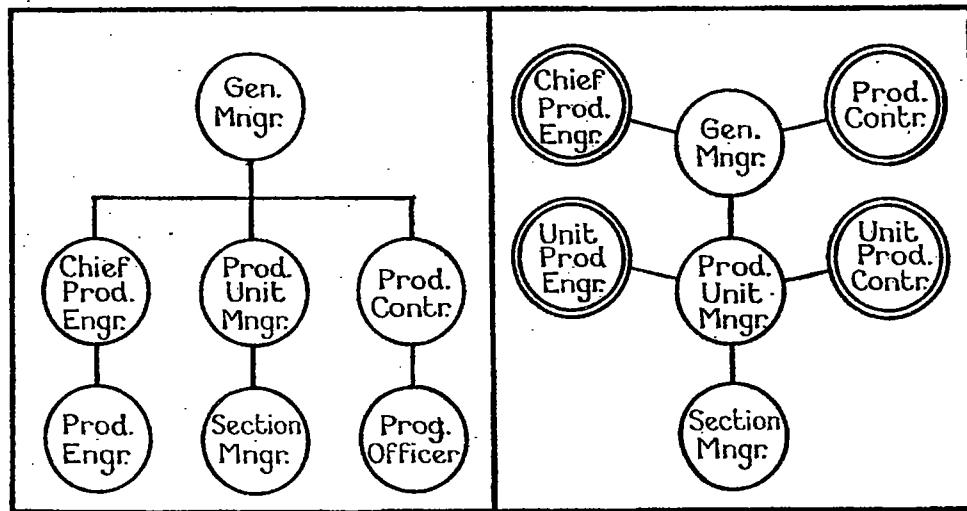 Gen.
Mngr.
Chief
Prod.
Engr.
Prod.
Unit
Mngr.
Prod.
Contr.
Prod.
Engr.
Section
Mngr.
Prog.
Officer
Chief
Prod.
Engr.
Gen.
Mngr.
Prod.
Contr.
Unit
Prod
Engr.
Prod.
Unit
Mngr.
Unit
Prod.
Contr.
Section
Mngr.